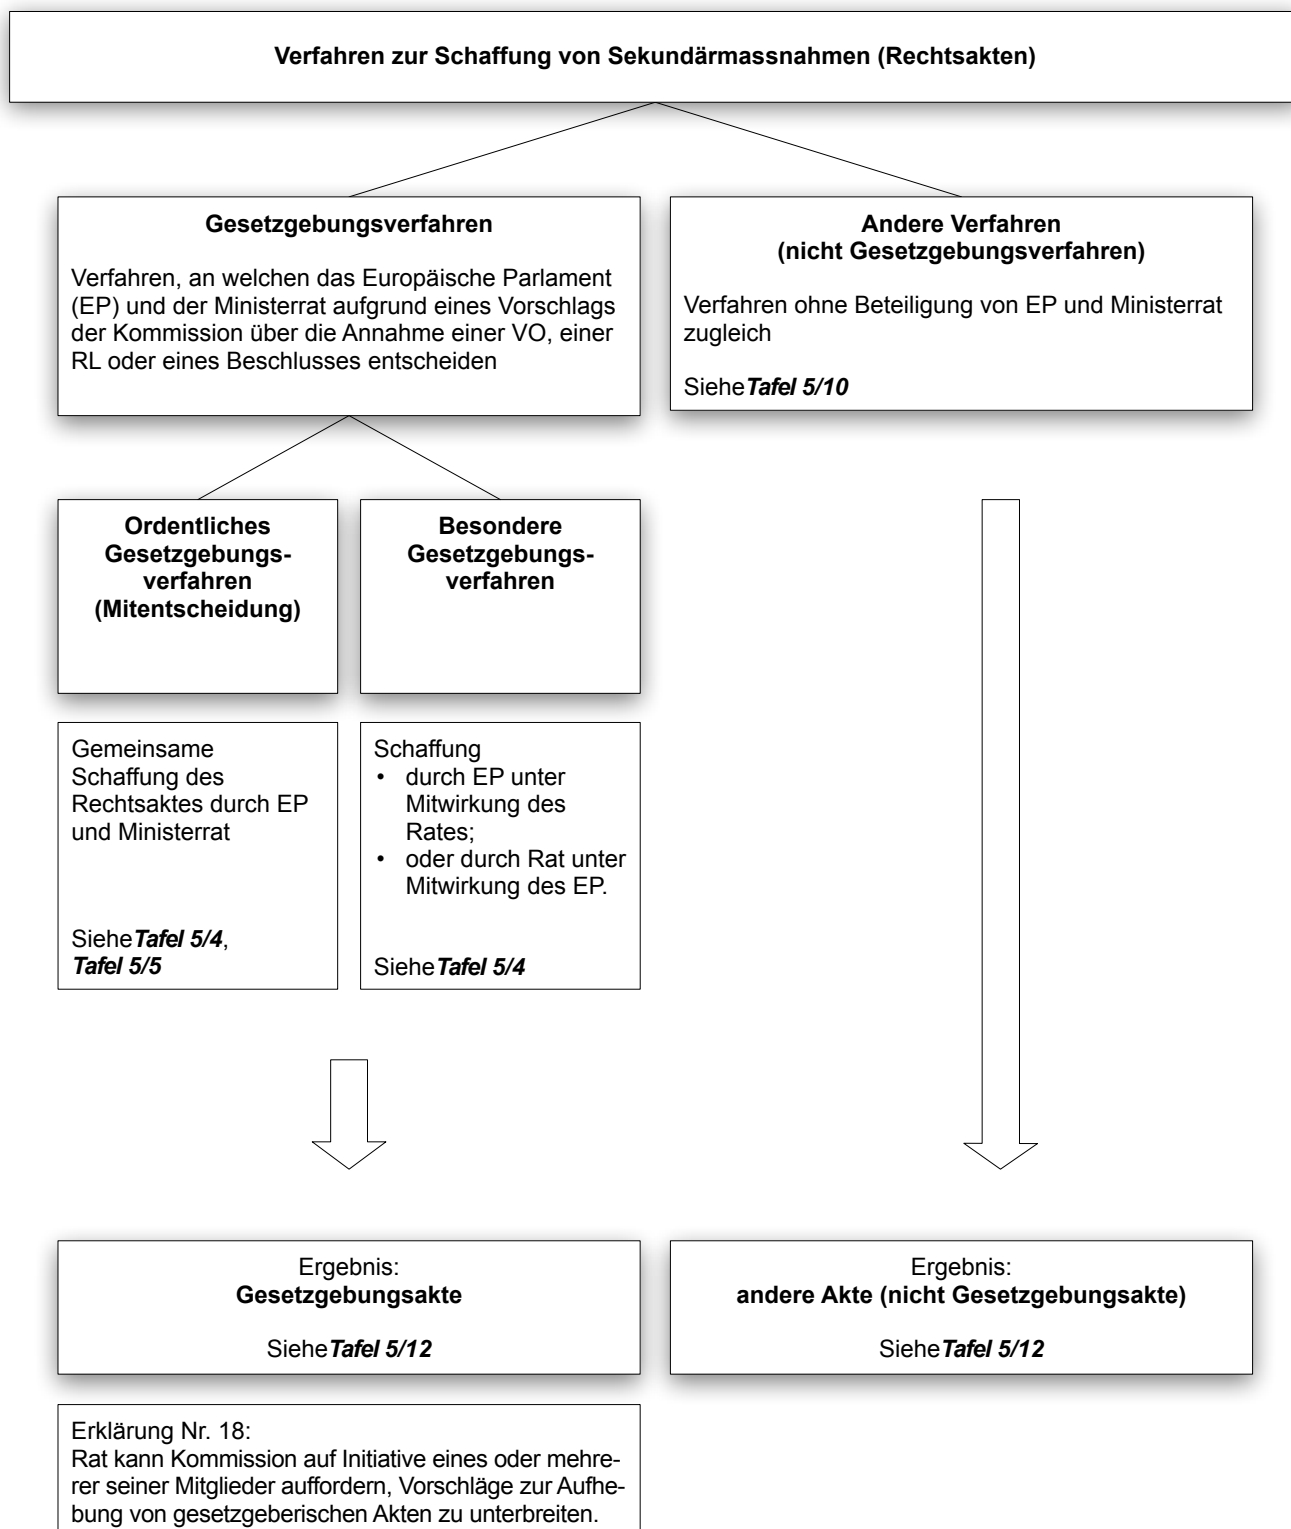 Verfahren zur Schaffung von Sekundärmassnahmen (Rechtsakten)
Gesetzgebungsverfahren
Verfahren, an welchen das Europäische Parlament
(EP) und der Ministerrat aufgrund eines Vorschlags
der Kommission über die Annahme einer VO, einer
RL oder eines Beschlusses entscheiden
Andere Verfahren
(nicht Gesetzgebungsverfahren)
Verfahren ohne Beteiligung von EP und Ministerrat
zugleich
Siehe Tafel 5/10
Ordentliches
Gesetzgebungs-
verfahren
(Mitentscheidung)
Besondere
Gesetzgebungs-
verfahren
Gemeinsame
Schaffung des
Rechtsaktes durch EP
und Ministerrat
Siehe Tafel 5/4,
Tafel 5/5
Schaffung
• durch EP unter
Mitwirkung des
Rates;
• oder durch Rat unter
Mitwirkung des EP.
Siehe Tafel 5/4
Ergebnis:
Gesetzgebungsakte
Siehe Tafel 5/12
Ergebnis:
andere Akte (nicht Gesetzgebungsakte)
Siehe Tafel 5/12
Erklärung Nr. 18:
Rat kann Kommission auf Initiative eines oder mehre-
rer seiner Mitglieder auffordern, Vorschläge zur Aufhe-
bung von gesetzgeberischen Akten zu unterbreiten.